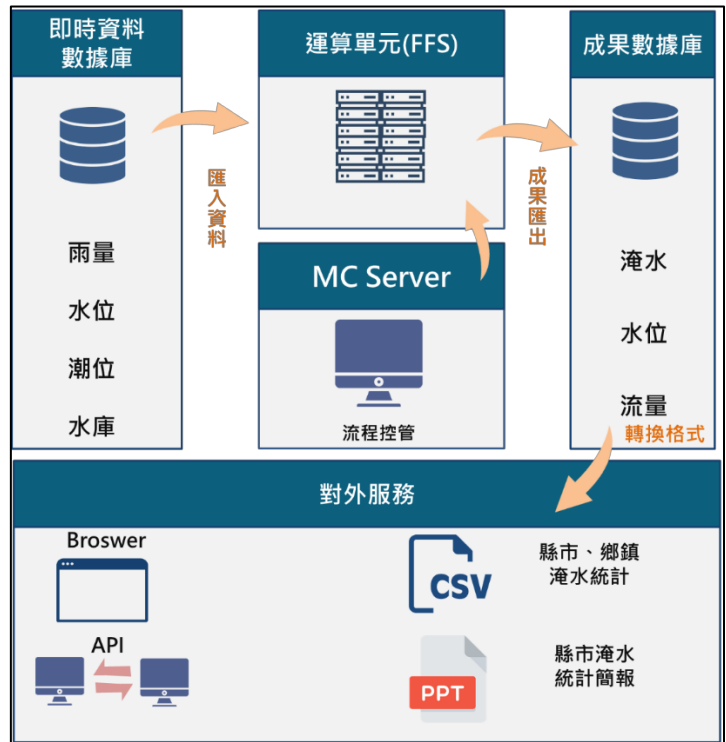 即時資料
數據庫
雨量
水位
潮位
水庫
匯入資料
運算單元(FFS)
MC Server
流程控管
成果匯出
成果數據庫
淹水
水位
流量
轉換格式
對外服務
Broswer
API
CSV
縣市、鄉鎮
淹水統計
PPT
縣市淹水
統計簡報